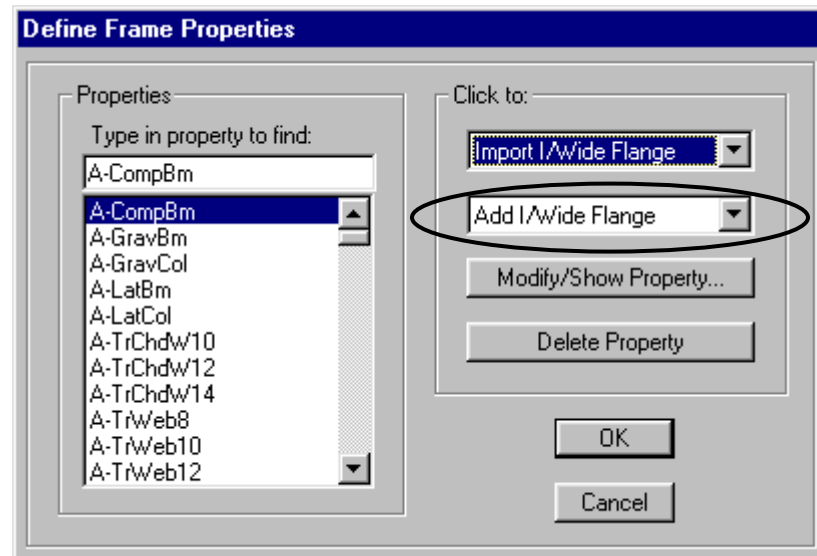 Define Frame Properties
Properties
Type in property to find:
A-CompBm
A-CompBm
A-GravBm
A-GravCol
A-LatBm
A-LatCol
A-TrChdW10
A-TrChdW12
A-TrChdW14
A-TrWeb8
A-TrWeb10
A-TrWeb12
Click to:
Import I/Wide Flange
Add I/Wide Flange
Modify/Show Property...
Delete Property
OK
Cancel